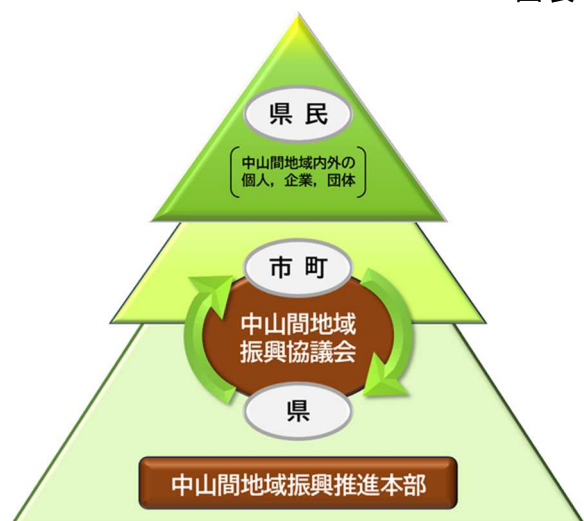 県 民
中山間地域内外の
個人，企業，団体
市 町
中山間地域
振興協議会
県
中山間地域振興推進本部